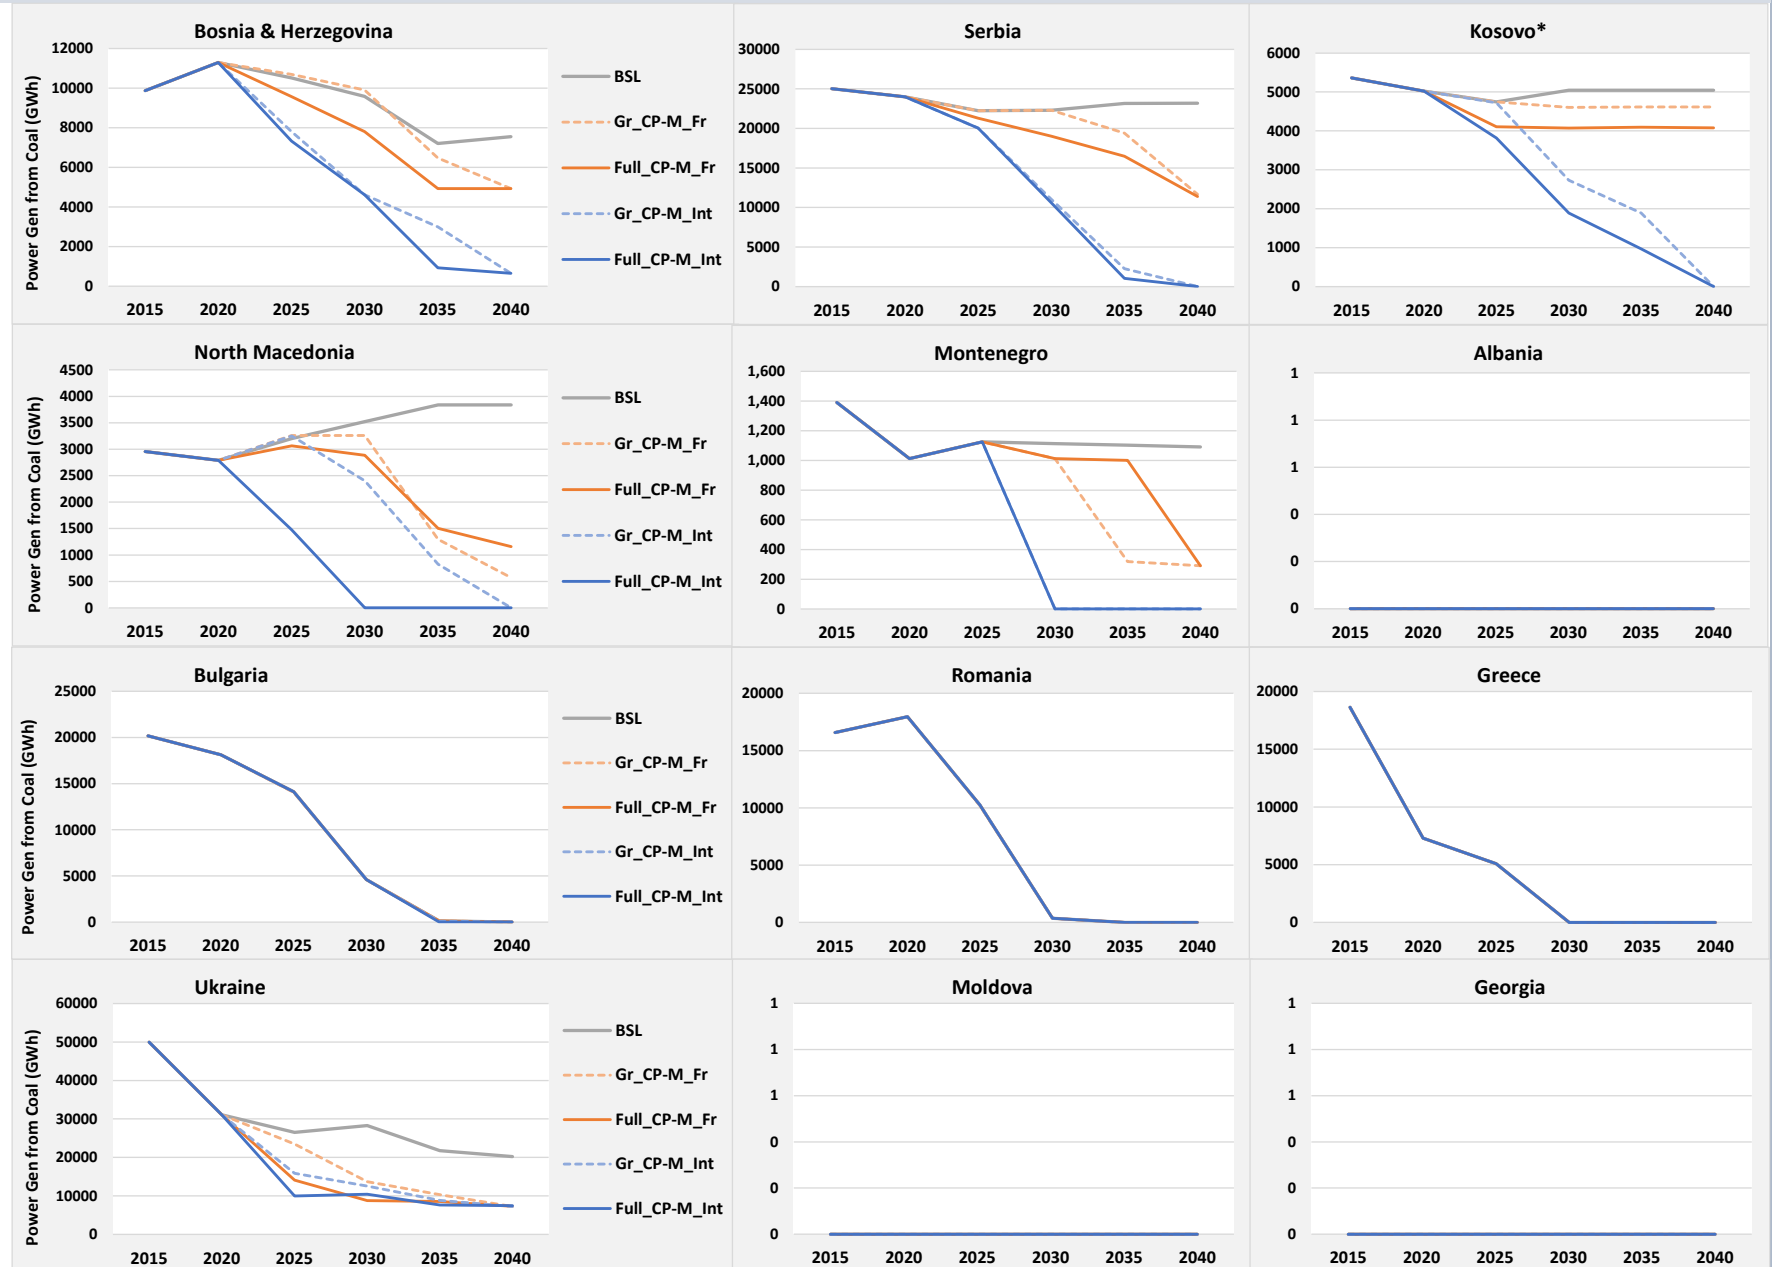 Bosnia & Herzegovina
Power Gen from Coal (GWh)
12000
10000
8000
6000
4000
2000
0
2015 2020 2025 2030 2035 2040
BSL
Gr_CP-M_Fr
Full_CP-M_Fr
Gr_CP-M_Int
Full_CP-M_Int
Serbia
30000
25000
20000
15000
10000
5000
0
2015 2020 2025 2030 2035 2040
Kosovo*
6000
5000
4000
3000
2000
1000
0
2015 2020 2025 2030 2035 2040
North Macedonia
Power Gen from Coal (GWh)
4500
4000
3500
3000
2500
2000
1500
1000
500
0
2015 2020 2025 2030 2035 2040
BSL
Gr_CP-M_Fr
Full_CP-M_Fr
Gr_CP-M_Int
Full_CP-M_Int
Montenegro
1,600
1,400
1,200
1,000
800
600
400
200
0
2015 2020 2025 2030 2035 2040
Albania
1
1
1
0
0
0
2015 2020 2025 2030 2035 2040
Bulgaria
Power Gen from Coal (GWh)
25000
20000
15000
10000
5000
0
2015 2020 2025 2030 2035 2040
BSL
Gr_CP-M_Fr
Full_CP-M_Fr
Gr_CP-M_Int
Full_CP-M_Int
Romania
20000
15000
10000
5000
0
2015 2020 2025 2030 2035 2040
Greece
20000
15000
10000
5000
0
2015 2020 2025 2030 2035 2040
Ukraine
Power Gen from Coal (GWh)
60000
50000
40000
30000
20000
10000
0
2015 2020 2025 2030 2035 2040
BSL
Gr_CP-M_Fr
Full_CP-M_Fr
Gr_CP-M_Int
Full_CP-M_Int
Moldova
1
1
1
0
0
0
2015 2020 2025 2030 2035 2040
Georgia
1
1
1
0
0
0
2015 2020 2025 2030 2035 2040